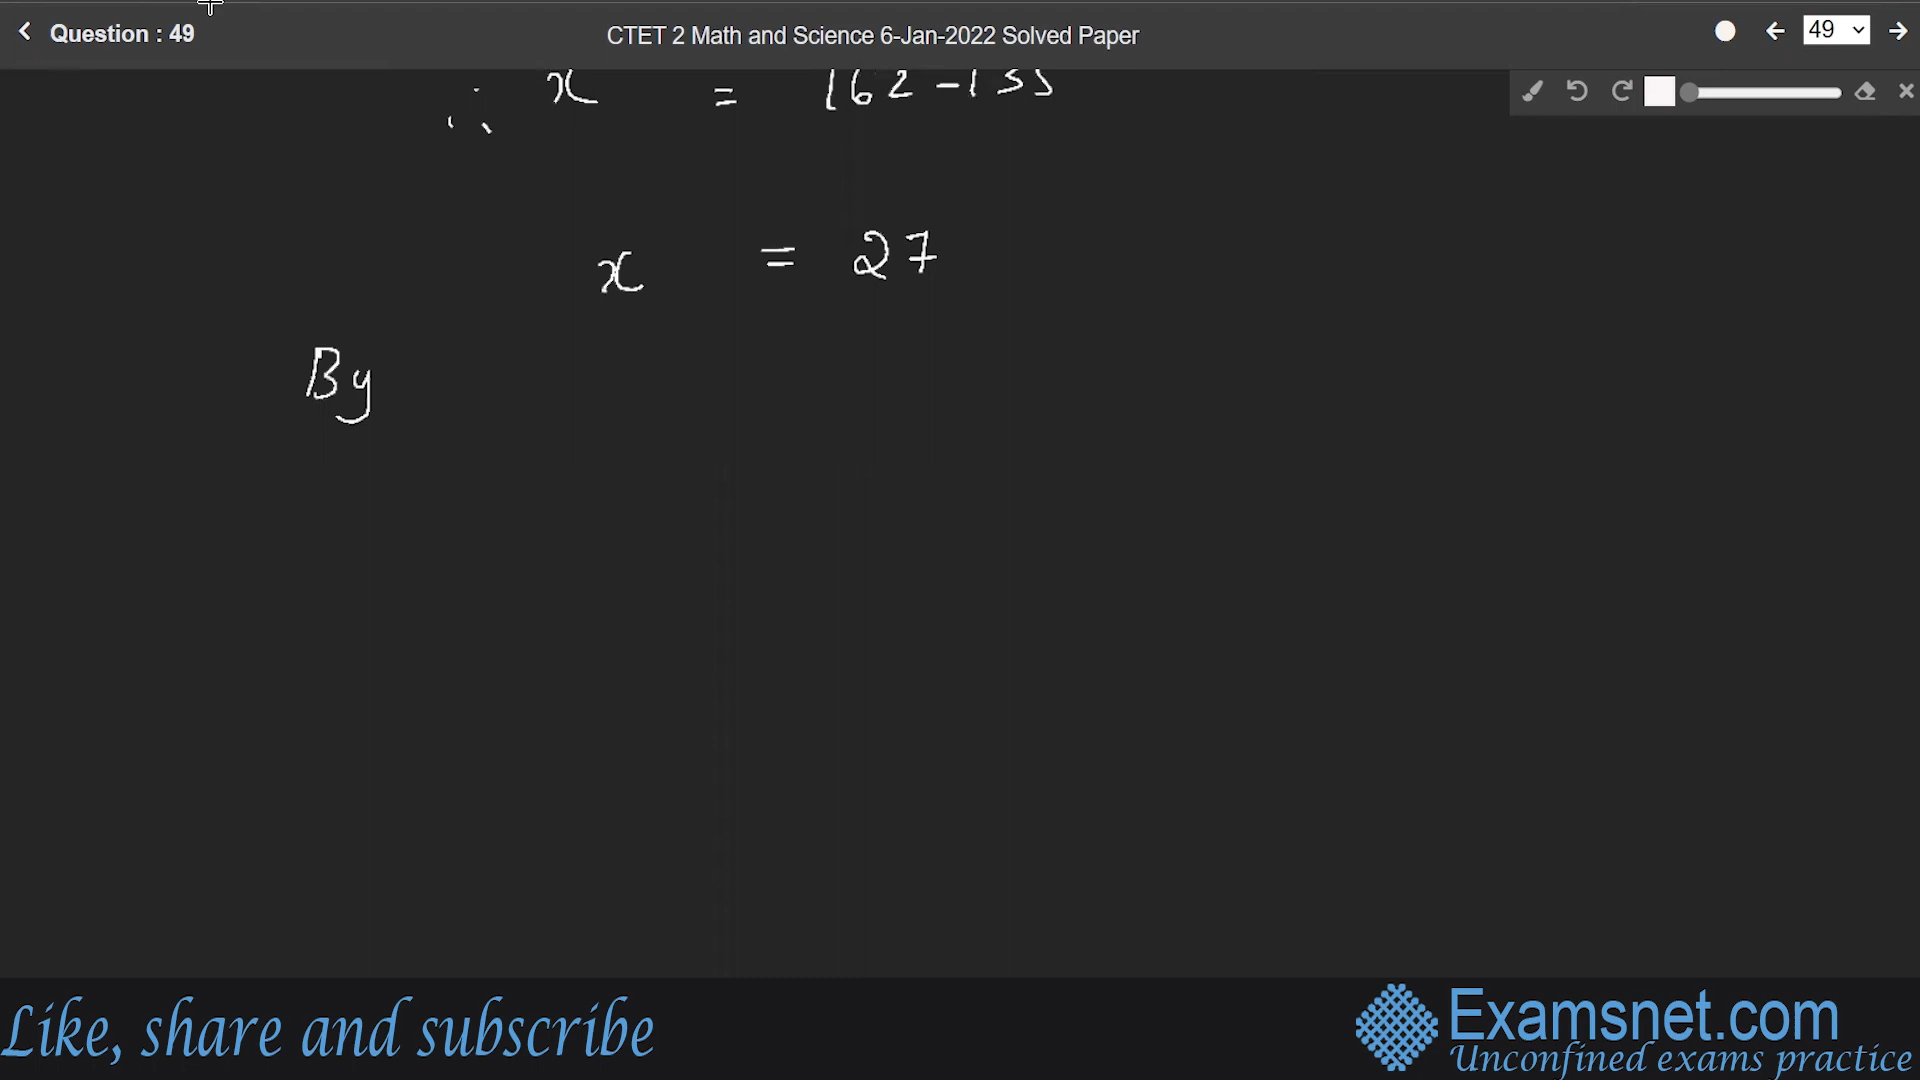 Question : 49
CTET 2 Math and Science 6-Jan-2022 Solved Paper
49
∴ x = 162 - 135
x = 27
By
Like, share and subscribe
Examsnet.com
Unconfined exams practice